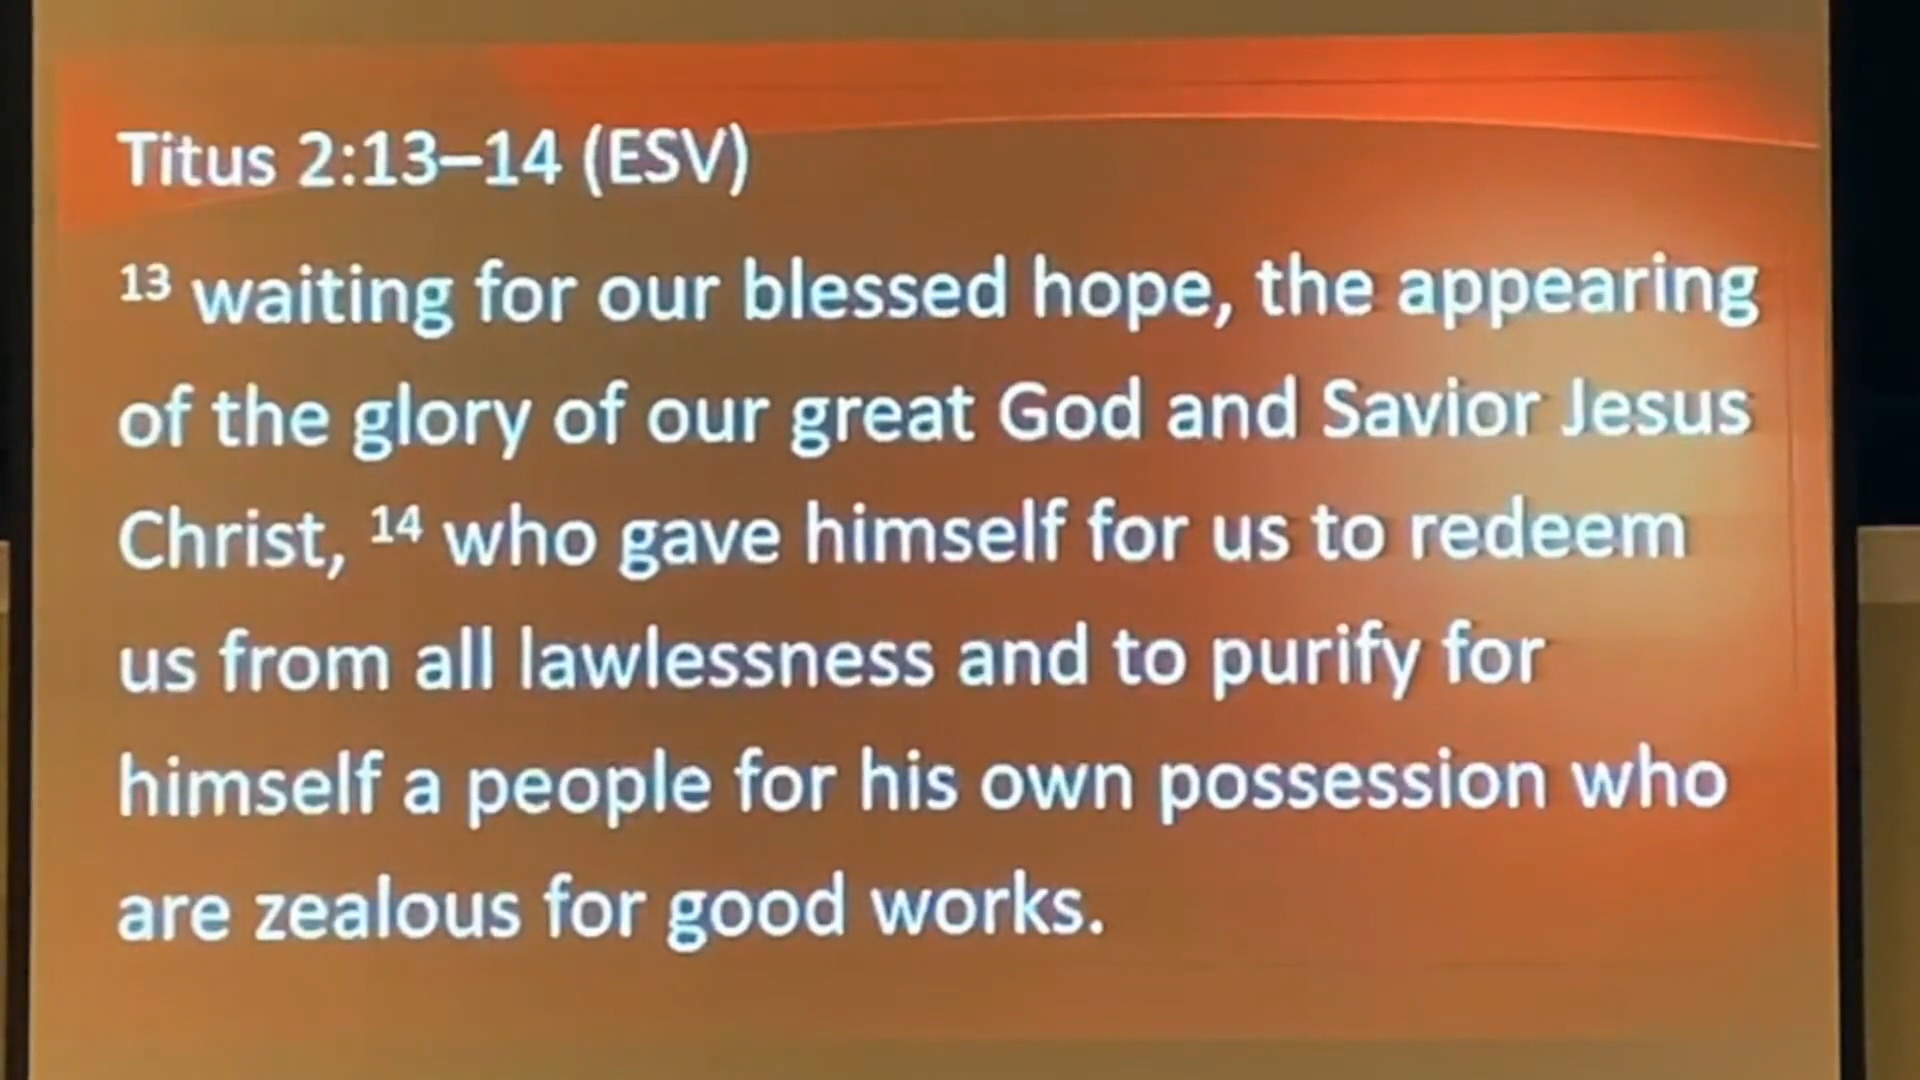 Titus 2:13–14 (ESV)
13 waiting for our blessed hope, the appearing
of the glory of our great God and Savior Jesus
Christ, 14 who gave himself for us to redeem
us from all lawlessness and to purify for
himself a people for his own possession who
are zealous for good works.